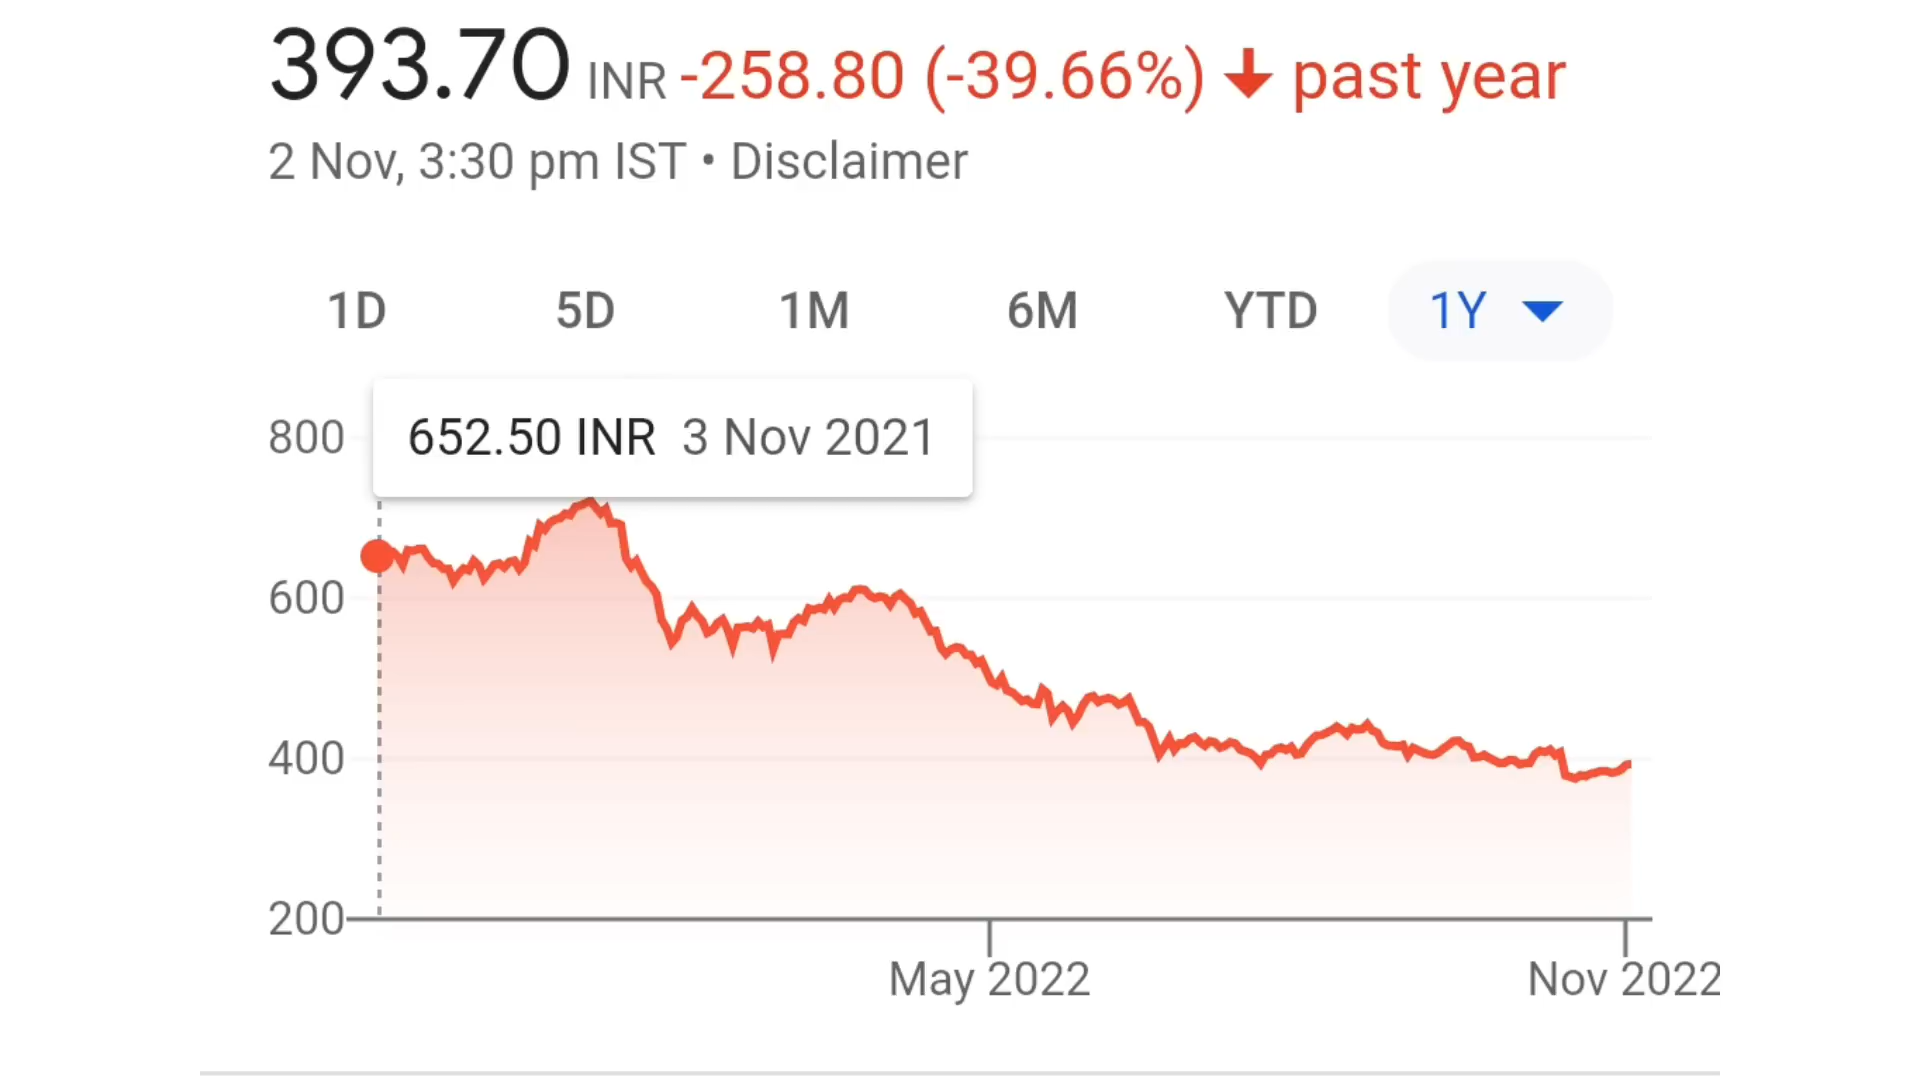 393.70 INR -258.80 (-39.66%) ↓ past year
2 Nov, 3:30 pm IST • Disclaimer
1D 5D 1M 6M YTD 1Y
652.50 INR 3 Nov 2021
800
600
400
200
May 2022 Nov 2022